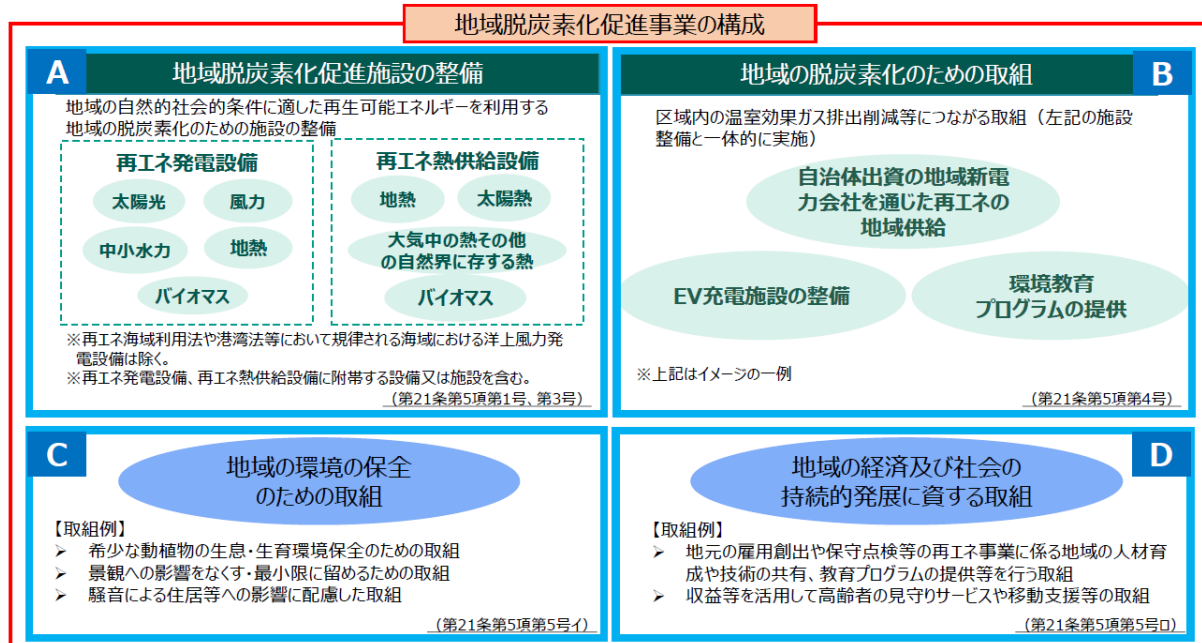 地域脱炭素化促進事業の構成
A
地域脱炭素化促進施設の整備
地域の自然的社会的条件に適した再生可能エネルギーを利用する
地域の脱炭素化のための施設の整備
再エネ発電設備
太陽光
風力
中小水力
地熱
バイオマス
再エネ熱供給設備
地熱
太陽熱
大気中の熱その他
の自然界に存する熱
バイオマス
※再エネ海域利用法や港湾法等において規律される海域における洋上風力発
電設備は除く。
※再エネ発電設備、再エネ熱供給設備に附帯する設備又は施設を含む。
(第21条第5項第1号、第3号)
地域の脱炭素化のための取組
B
区域内の温室効果ガス排出削減等につながる取組(左記の施設
整備と一体的に実施)
自治体出資の地域新電
力会社を通じた再エネの
地域供給
EV充電施設の整備
環境教育
プログラムの提供
※上記はイメージの一例
(第21条第5項第4号)
C
地域の環境の保全
のための取組
【取組例】
➢ 希少な動植物の生息・生育環境保全のための取組
➢ 景観への影響をなくす・最小限に留めるための取組
➢ 騒音による住居等への影響に配慮した取組
(第21条第5項第5号イ)
地域の経済及び社会の
持続的発展に資する取組
D
【取組例】
➢ 地元の雇用創出や保守点検等の再エネ事業に係る地域の人材育
成や技術の共有、教育プログラムの提供等を行う取組
➢ 収益等を活用して高齢者の見守りサービスや移動支援等の取組
(第21条第5項第5号ロ)